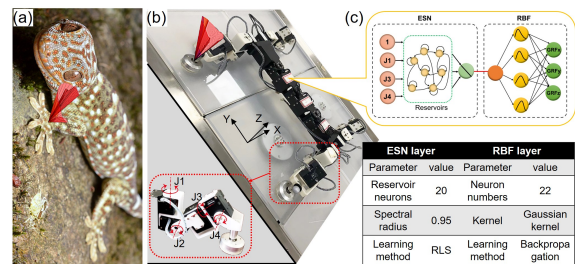 (a)
(b)
(c)
Y
Z
X
J1
J3
J2
J4
ESN
RBF
1
J1
J3
J4
Reservoirs
GRFx
GRFy
GRFz
ESN layer RBF layer
Parameter value Parameter value
Reservoir neurons 20 Neuron numbers 22
Spectral radius 0.95 Kernel Gaussian kernel
Learning method RLS Learning method Backpropa gation